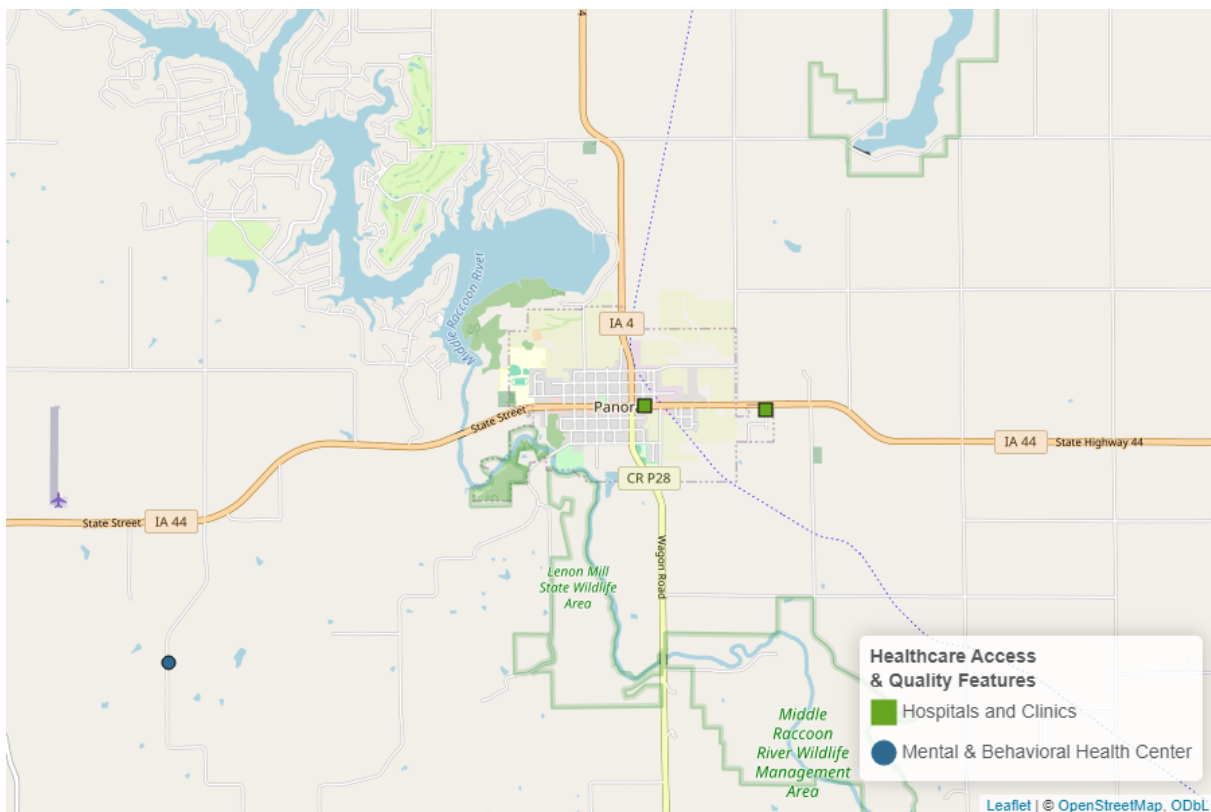 4
Middle Raccoon River
IA 4
Panora
State Street
IA 44
State Highway 44
CR P28
State Street
IA 44
Wagon Road
Lenon Mill
State Wildlife
Area
Middle
Raccoon
River Wildlife
Management
Area
Healthcare Access
& Quality Features
Hospitals and Clinics
Mental & Behavioral Health Center
Leaflet | © OpenStreetMap, ODbL